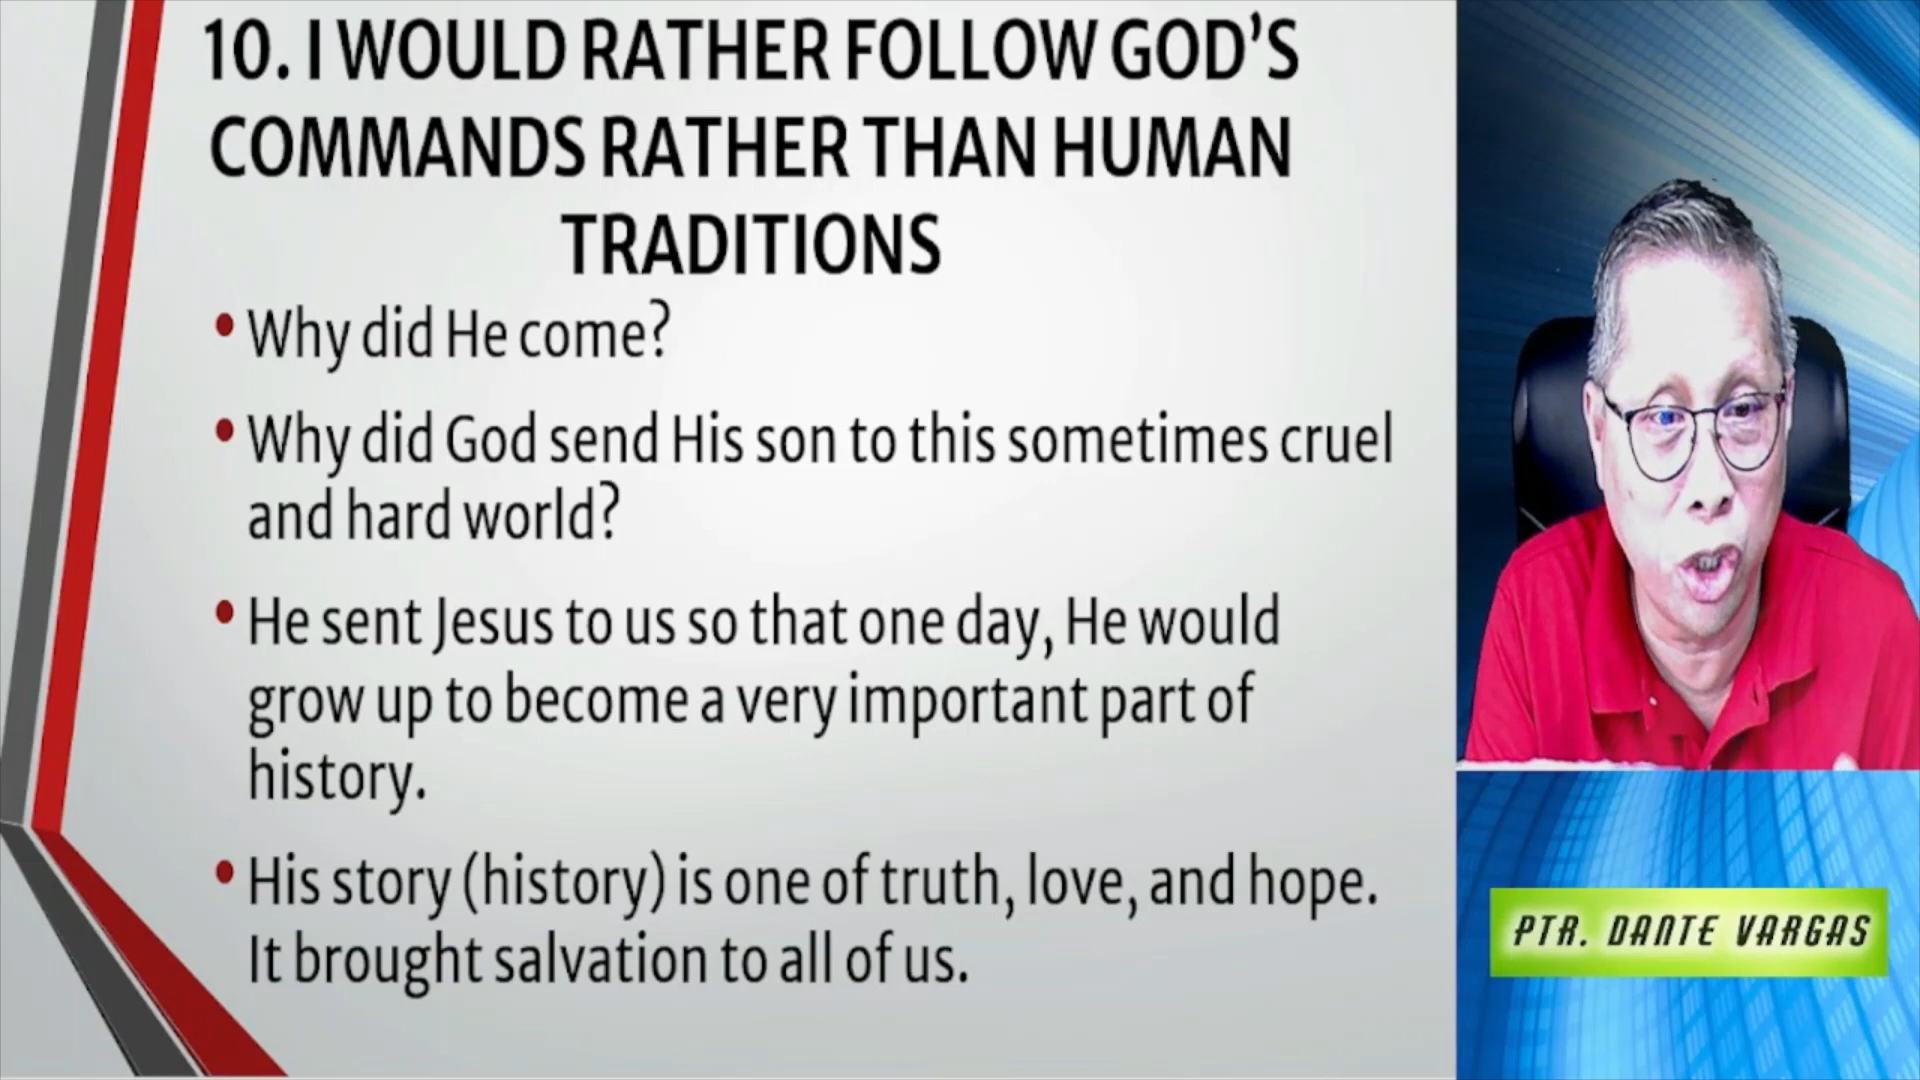 10. I WOULD RATHER FOLLOW GOD’S
COMMANDS RATHER THAN HUMAN
TRADITIONS
• Why did He come?
• Why did God send His son to this sometimes cruel
and hard world?
• He sent Jesus to us so that one day, He would
grow up to become a very important part of
history.
• His story (history) is one of truth, love, and hope.
It brought salvation to all of us.
PTR. DANTE VARGAS